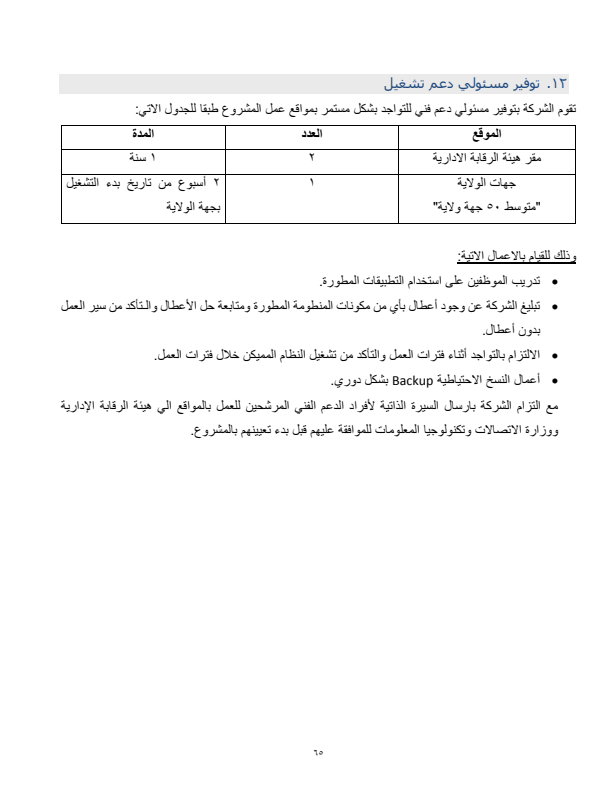 ١٢. توفير مسئولي دعم تشغيل
تقوم الشركة بتوفير مسئولي دعم فني للتواجد بشكل مستمر بمواقع عمل المشروع طبقا للجدول الاتي:
الموقع العدد المدة
مقر هيئة الرقابة الادارية ٢ ١ سنة
جهات الولاية ١ ٢ أسبوع من تاريخ بدء التشغيل
"متوسط ٥٠ جهة ولاية" بجهة الولاية
وذلك للقيام بالاعمال الاتية:
• تدريب الموظفين على استخدام التطبيقات المطورة.
• تبليغ الشركة عن وجود أعطال بأي من مكونات المنطومة المطورة ومتابعة حل الأعطال والتأكد من سير العمل
بدون أعطال.
• الالتزام بالتواجد أثناء فترات العمل والتأكد من تشغيل النظام المميكن خلال فترات العمل.
• أعمال النسخ الاحتياطية Backup بشكل دوري.
مع التزام الشركة بارسال السيرة الذاتية لأفراد الدعم الفني المرشحين للعمل بالمواقع الي هيئة الرقابة الإدارية
ووزارة الاتصالات وتكنولوجيا المعلومات للموافقة عليهم قبل بدء تعيينهم بالمشروع.
٦٥